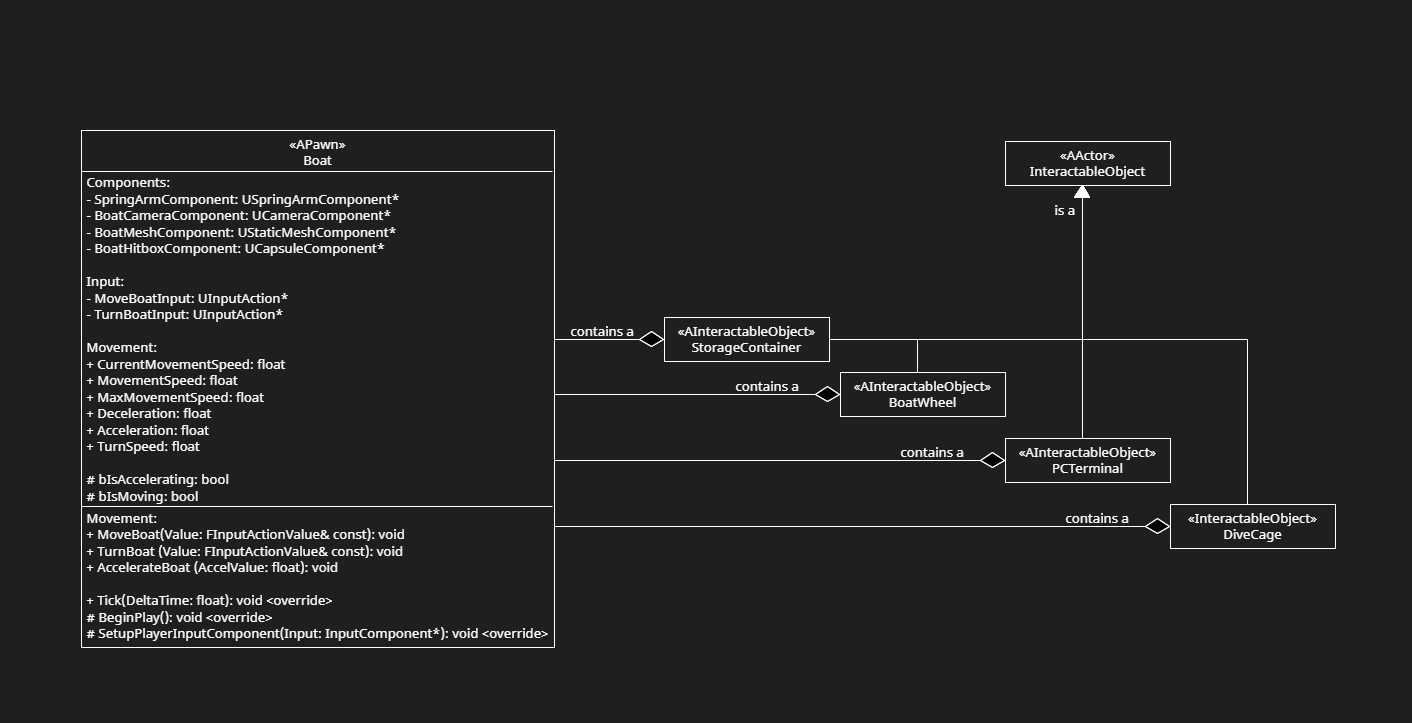 «APawn»
Boat
Components:
- SpringArmComponent: USpringArmComponent*
- BoatCameraComponent: UCameraComponent*
- BoatMeshComponent: UStaticMeshComponent*
- BoatHitboxComponent: UCapsuleComponent*
Input:
- MoveBoatInput: UInputAction*
- TurnBoatInput: UInputAction*
Movement:
+ CurrentMovementSpeed: float
+ MovementSpeed: float
+ MaxMovementSpeed: float
+ Deceleration: float
+ Acceleration: float
+ TurnSpeed: float
# bIsAccelerating: bool
# bIsMoving: bool
Movement:
+ MoveBoat(Value: FInputActionValue& const): void
+ TurnBoat (Value: FInputActionValue& const): void
+ AccelerateBoat (AccelValue: float): void
+ Tick(DeltaTime: float): void <override>
# BeginPlay(): void <override>
# SetupPlayerInputComponent(Input: InputComponent*): void <override>
«AActor»
InteractableObject
is a
contains a
«AInteractableObject»
StorageContainer
contains a
«AInteractableObject»
BoatWheel
contains a
«AInteractableObject»
PCTerminal
contains a
«InteractableObject»
DiveCage